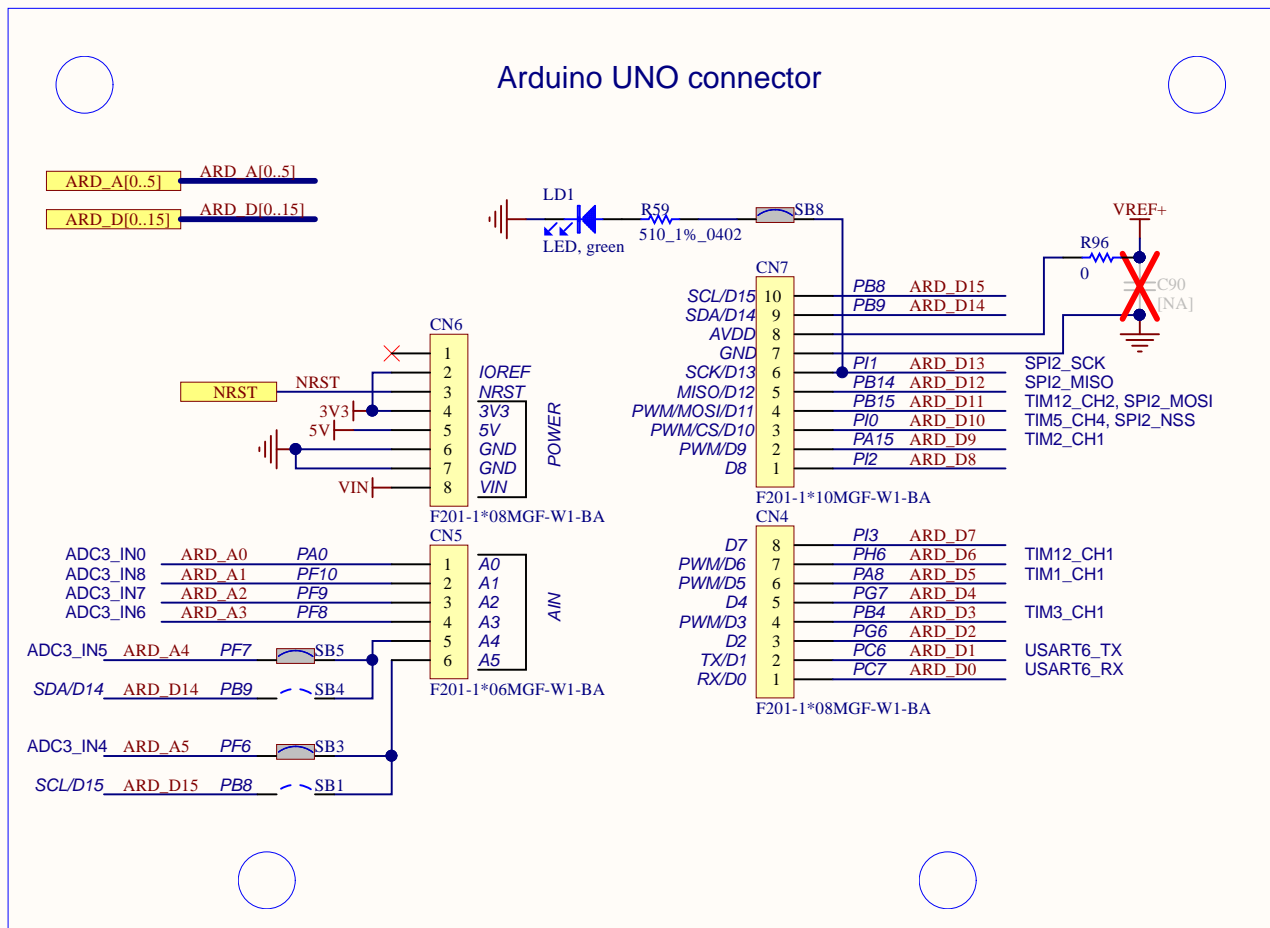 Arduino UNO connector
ARD_A[0..5] ARD_A[0..5]
ARD_D[0..15] ARD_D[0..15]
LD1
LED, green
R59
510_1%_0402
SB8
VREF+
R96
0
C90
[NA]
CN7
SCL/D15 10 PB8 ARD_D15
SDA/D14 9 PB9 ARD_D14
AVDD 8
GND 7
SCK/D13 6 PI1 ARD_D13 SPI2_SCK
MISO/D12 5 PB14 ARD_D12 SPI2_MISO
PWM/MOSI/D11 4 PB15 ARD_D11 TIM12_CH2, SPI2_MOSI
PWM/CS/D10 3 PI0 ARD_D10 TIM5_CH4, SPI2_NSS
PWM/D9 2 PA15 ARD_D9 TIM2_CH1
D8 1 PI2 ARD_D8
F201-1*10MGF-W1-BA
CN6
1
2 IOREF
NRST NRST 3 NRST
3V3 4 3V3
5V 5 5V
6 GND
7 GND
VIN 8 VIN
POWER
F201-1*08MGF-W1-BA
CN5
ADC3_IN0 ARD_A0 PA0 1 A0
ADC3_IN8 ARD_A1 PF10 2 A1
ADC3_IN7 ARD_A2 PF9 3 A2
ADC3_IN6 ARD_A3 PF8 4 A3
5 A4
6 A5
AIN
F201-1*06MGF-W1-BA
ADC3_IN5 ARD_A4 PF7 SB5
SDA/D14 ARD_D14 PB9 SB4
ADC3_IN4 ARD_A5 PF6 SB3
SCL/D15 ARD_D15 PB8 SB1
CN4
D7 8 PI3 ARD_D7
PWM/D6 7 PH6 ARD_D6 TIM12_CH1
PWM/D5 6 PA8 ARD_D5 TIM1_CH1
D4 5 PG7 ARD_D4
PWM/D3 4 PB4 ARD_D3 TIM3_CH1
D2 3 PG6 ARD_D2
TX/D1 2 PC6 ARD_D1 USART6_TX
RX/D0 1 PC7 ARD_D0 USART6_RX
F201-1*08MGF-W1-BA